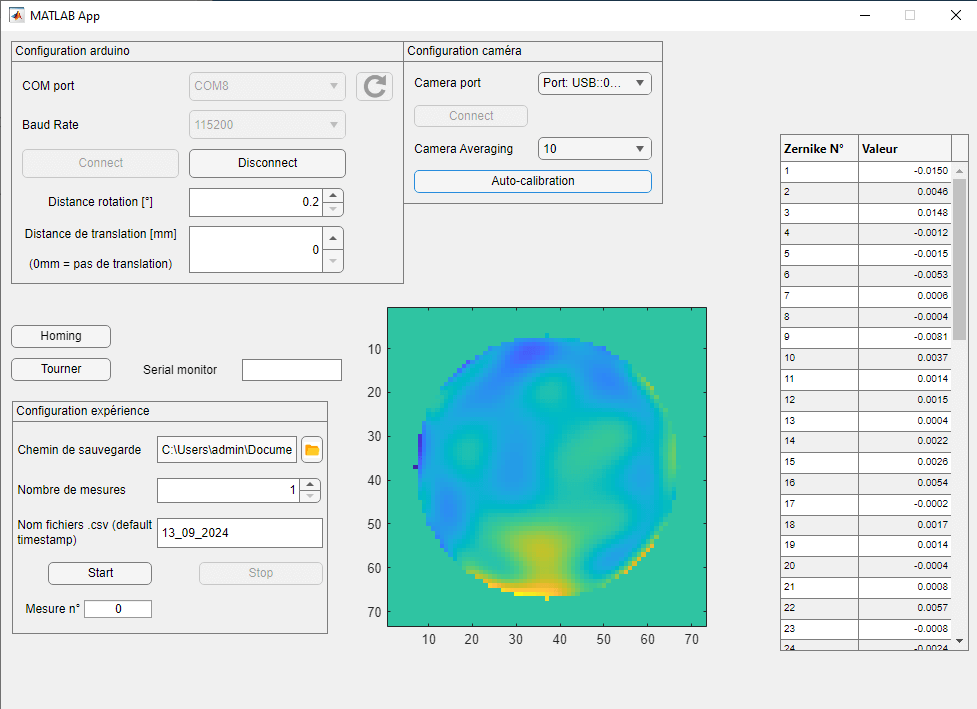 MATLAB App
Configuration arduino
COM port
COM8
Baud Rate
115200
Connect
Disconnect
Distance rotation [°]
0.2
Distance de translation [mm]
(0mm = pas de translation)
0
Configuration caméra
Camera port
Port: USB::0...
Connect
Camera Averaging
10
Auto-calibration
Homing
Tourner
Serial monitor
Configuration expérience
Chemin de sauvegarde
C:\Users\admin\Docume
Nombre de mesures
1
Nom fichiers .csv (default
timestamp)
13_09_2024
Start
Stop
Mesure n°
0
10
20
30
40
50
60
70
10 20 30 40 50 60 70
Zernike N° Valeur
1 -0.0150
2 0.0046
3 0.0148
4 -0.0012
5 -0.0015
6 -0.0053
7 0.0006
8 -0.0004
9 -0.0081
10 0.0037
11 0.0014
12 0.0015
13 0.0004
14 0.0022
15 0.0026
16 0.0054
17 -0.0002
18 0.0017
19 0.0014
20 -0.0004
21 0.0008
22 0.0057
23 -0.0008
24 -0.0024